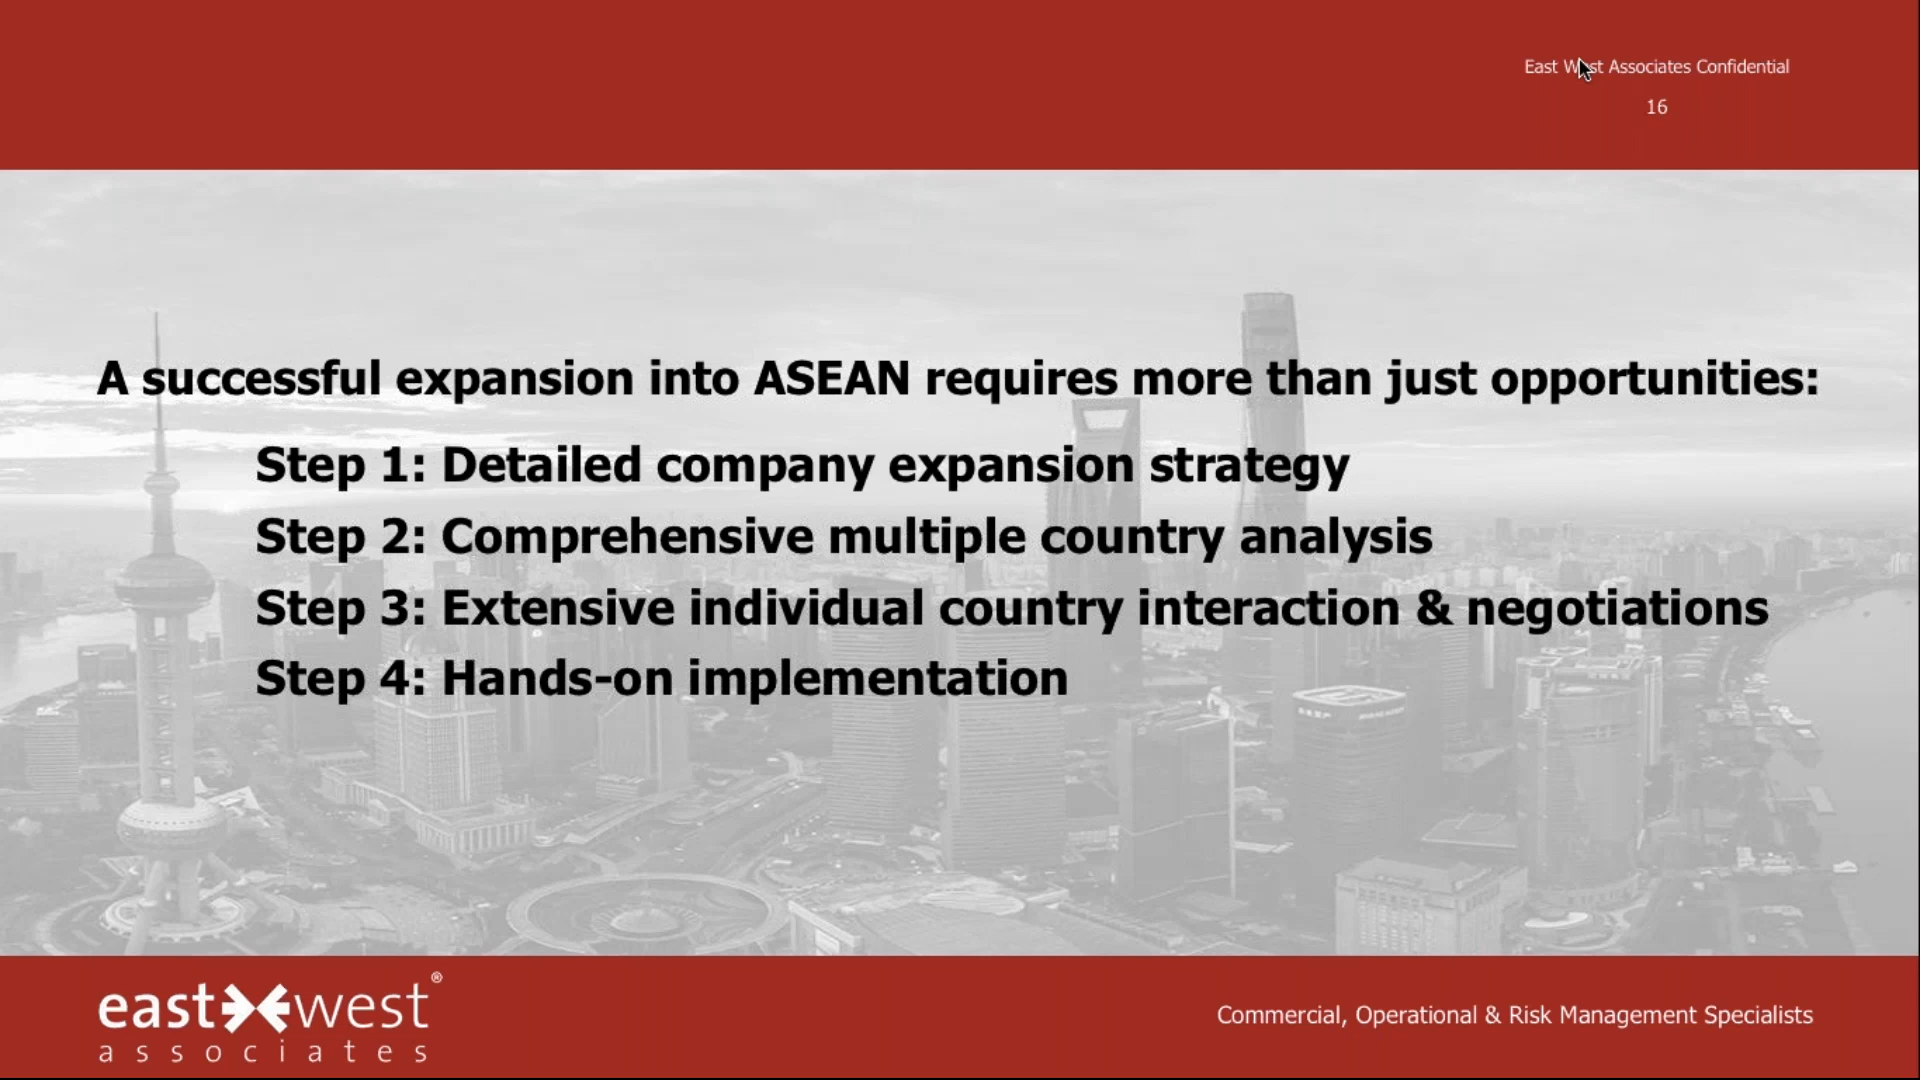 East West Associates Confidential
16
A successful expansion into ASEAN requires more than just opportunities:
Step 1: Detailed company expansion strategy
Step 2: Comprehensive multiple country analysis
Step 3: Extensive individual country interaction & negotiations
Step 4: Hands-on implementation
east west®
associates
Commercial, Operational & Risk Management Specialists